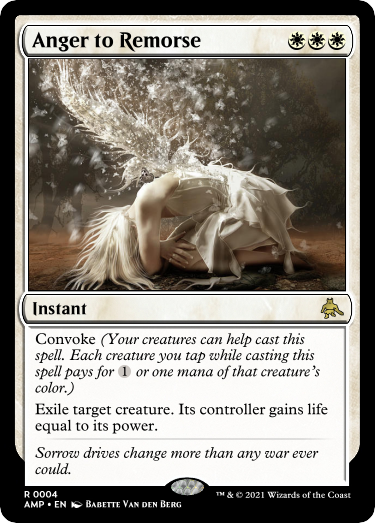 Anger to Remorse
Instant
Convoke (Your creatures can help cast this
spell. Each creature you tap while casting this
spell pays for 1 or one mana of that creature's
color.)
Exile target creature. Its controller gains life
equal to its power.
Sorrow drives change more than any war ever
could.
R 0004
AMP • EN Babette Van den Berg
™ & © 2021 Wizards of the Coast